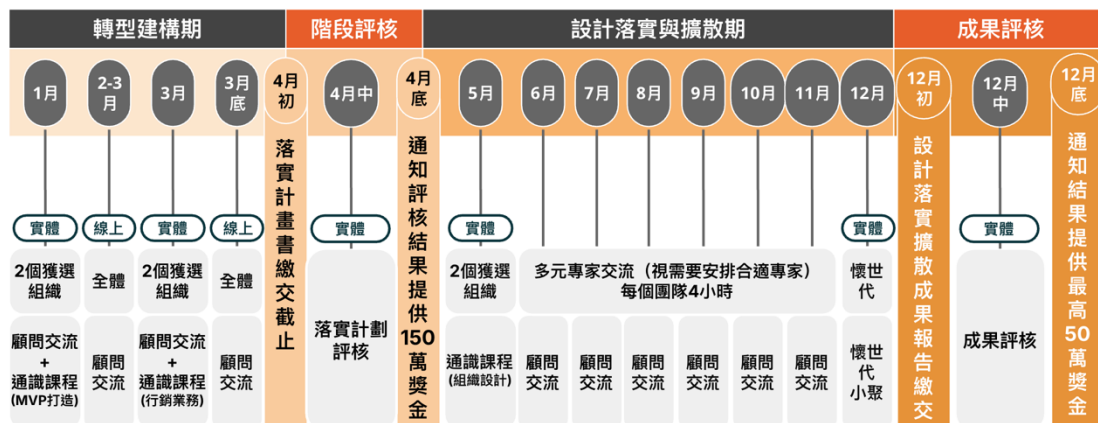 轉型建構期
階段評核
設計落實與擴散期
成果評核
1月
2-3
月
3月
3月
底
4月
初
4月中
4月
底
5月
6月
7月
8月
9月
10月
11月
12月
12月
初
12月
中
12月
底
實體
線上
實體
線上
落實計畫書繳交截止
實體
通知評核結果提供150萬獎金
實體
實體
設計落實擴散成果報告繳交
實體
通知結果提供最高50萬獎金
2個獲選
組織
全體
2個獲選
組織
全體
2個獲選
組織
多元專家交流（視需要安排合適專家）
每個團隊4小時
懷世
代
顧問交流
+
通識課程
(MVP打造)
顧問
交流
顧問交流
+
通識課程
(行銷業務)
顧問
交流
落實計劃
評核
通識課程
(組織設計)
顧問
交流
顧問
交流
顧問
交流
顧問
交流
顧問
交流
顧問
交流
懷世
代
小聚
成果評核